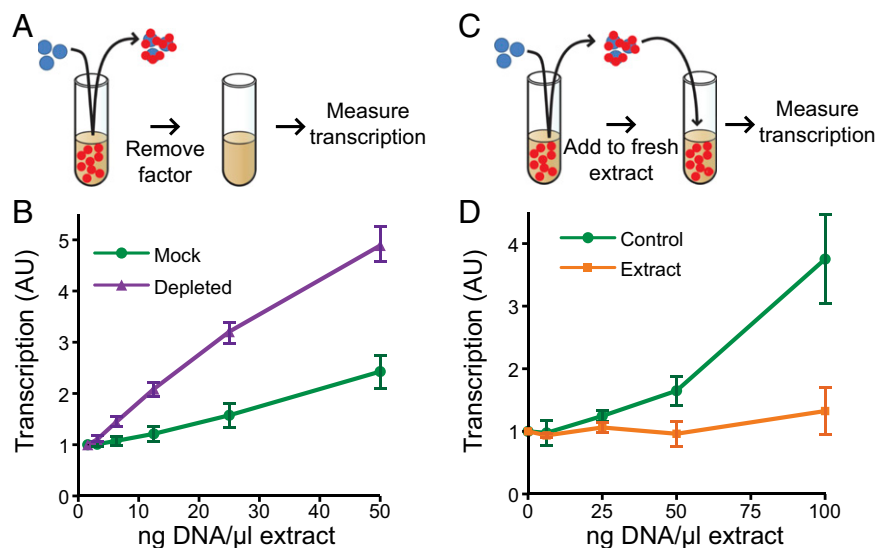 A
Remove
factor
Measure
transcription
B
Transcription (AU)
5
4
3
2
1
0
Mock
Depleted
0
10
20
30
40
50
ng DNA/µl extract
C
Add to fresh
extract
Measure
transcription
D
Transcription (AU)
4
3
2
1
0
Control
Extract
0
25
50
75
100
ng DNA/µl extract